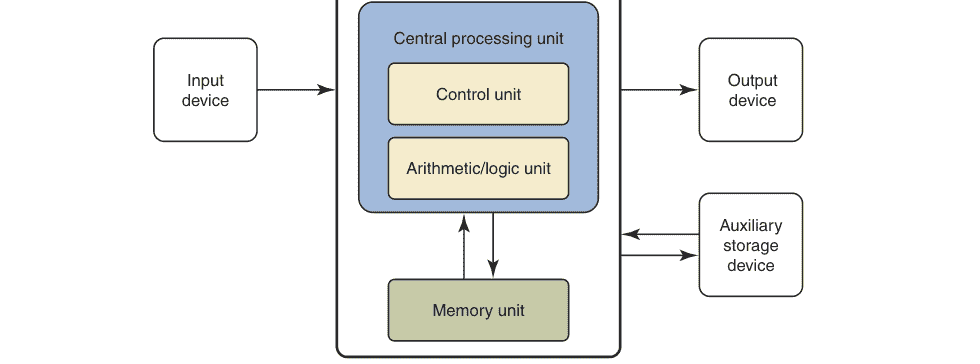 Central processing unit
Input
device
Control unit
Output
device
Arithmetic/logic unit
Auxiliary
storage
device
Memory unit